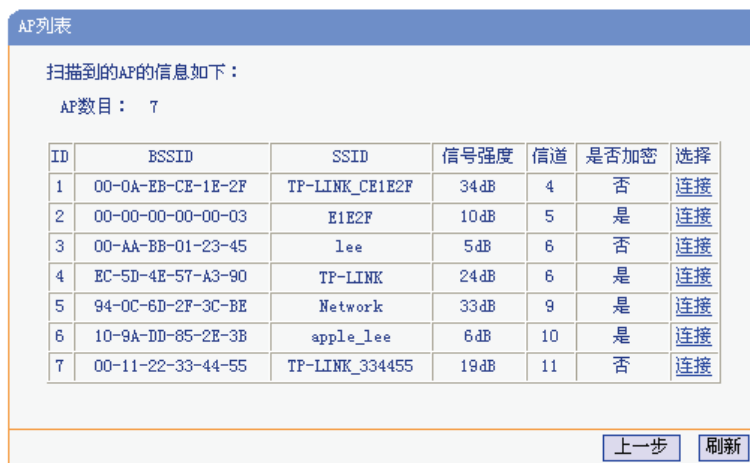 AP列表
扫描到的AP的信息如下：
AP数目： 7
ID BSSID SSID 信号强度 信道 是否加密 选择
1 00-0A-EB-CE-1E-2F TP-LINK_CE1E2F 34dB 4 否 连接
2 00-00-00-00-00-03 E1E2F 10dB 5 是 连接
3 00-AA-BB-01-23-45 lee 5dB 6 否 连接
4 EC-5D-4E-57-A3-90 TP-LINK 24dB 6 是 连接
5 94-0C-6D-2F-3C-BE Network 33dB 9 是 连接
6 10-9A-DD-85-2E-3B apple_lee 6dB 10 是 连接
7 00-11-22-33-44-55 TP-LINK_334455 19dB 11 否 连接
上一步 刷新